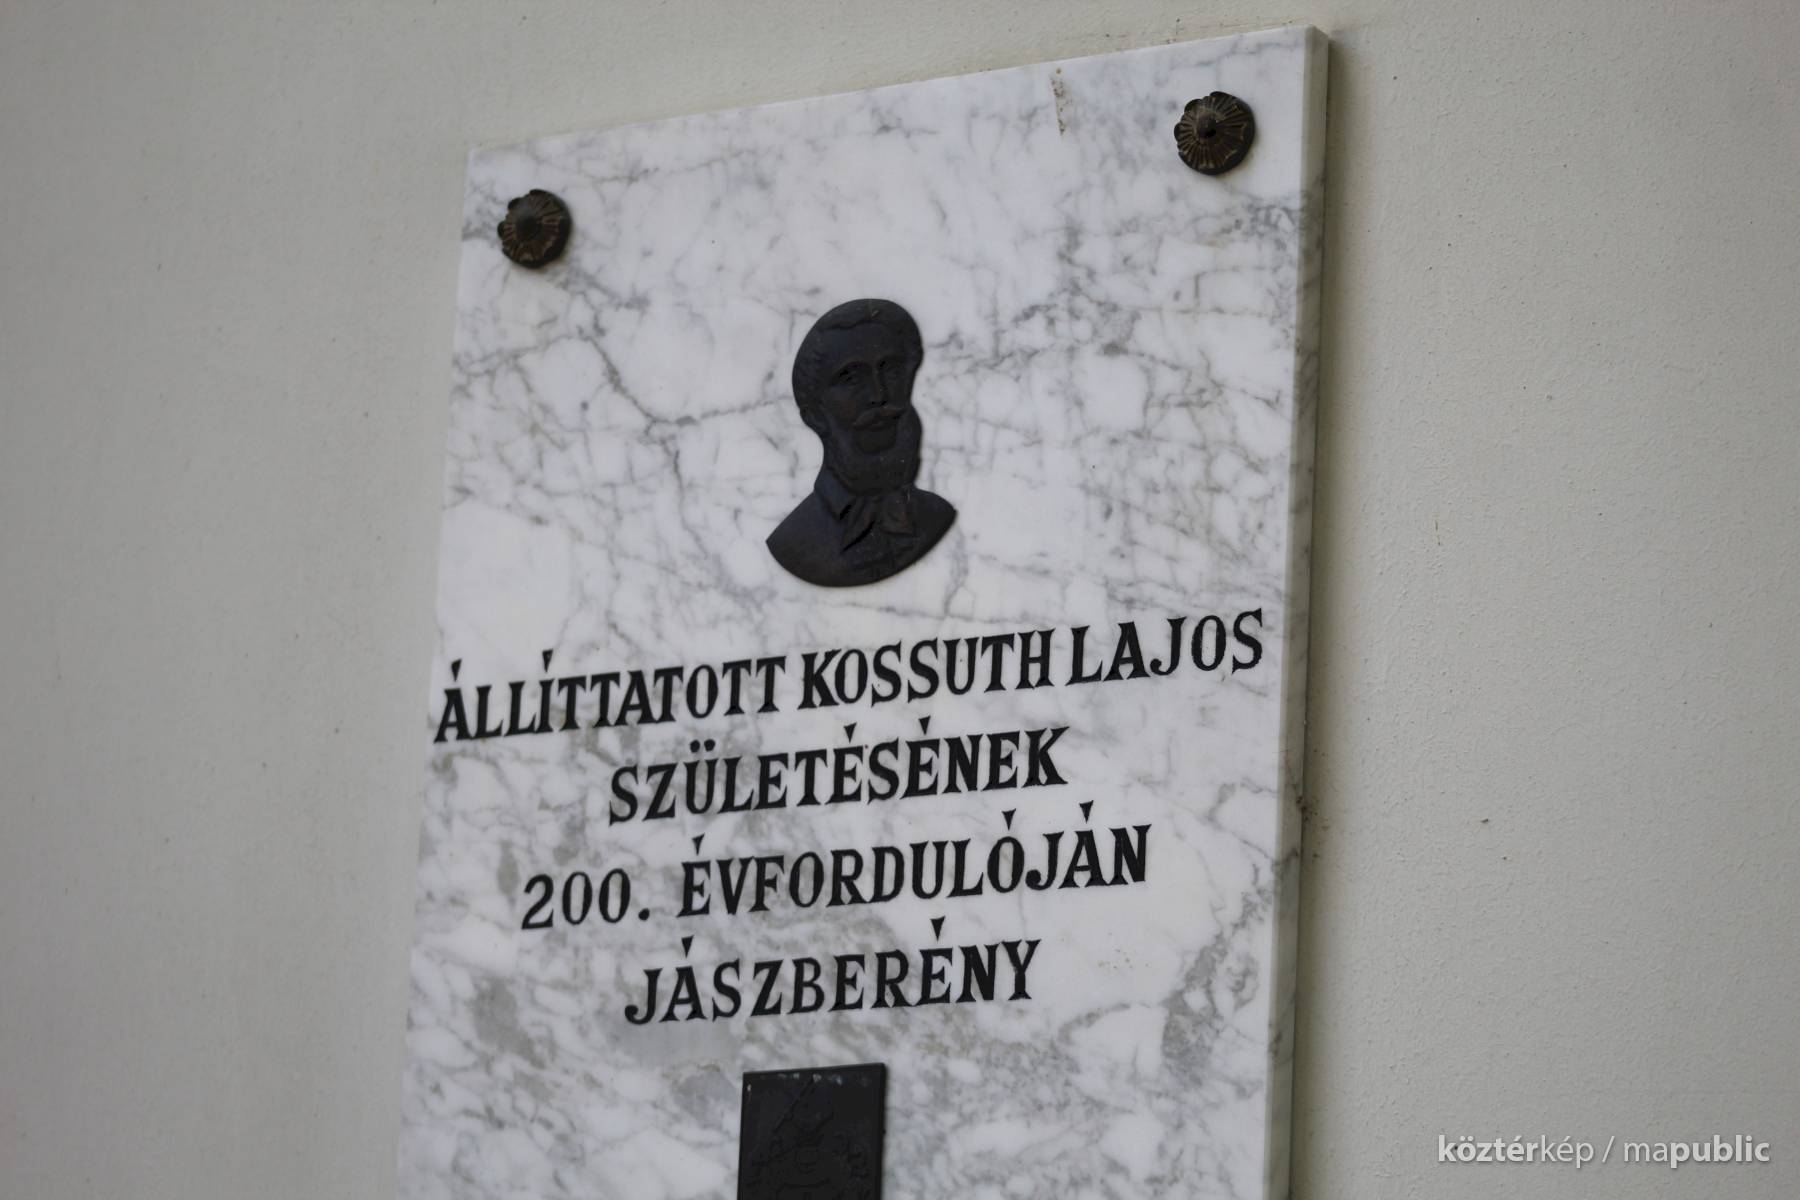 ÁLLÍTTATOTT KOSSUTH LAJOS
SZÜLETÉSÉNEK
200. ÉVFORDULÓJÁN
JÁSZBERÉNY
köztérkép / mapublic